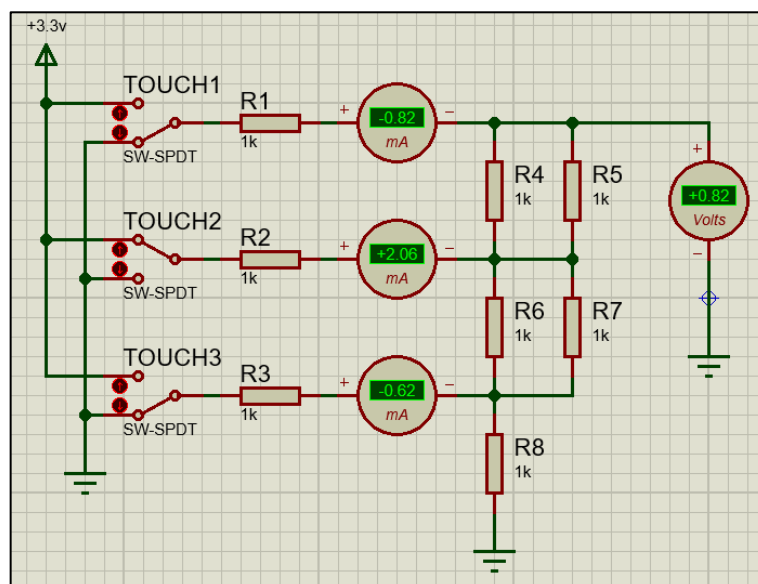 +3.3v
TOUCH1
SW-SPDT
R1
1k
+
-0.82
mA
−
R4
1k
R5
1k
+
+0.82
Volts
−
TOUCH2
SW-SPDT
R2
1k
+
+2.06
mA
−
R6
1k
R7
1k
TOUCH3
SW-SPDT
R3
1k
+
-0.62
mA
−
R8
1k